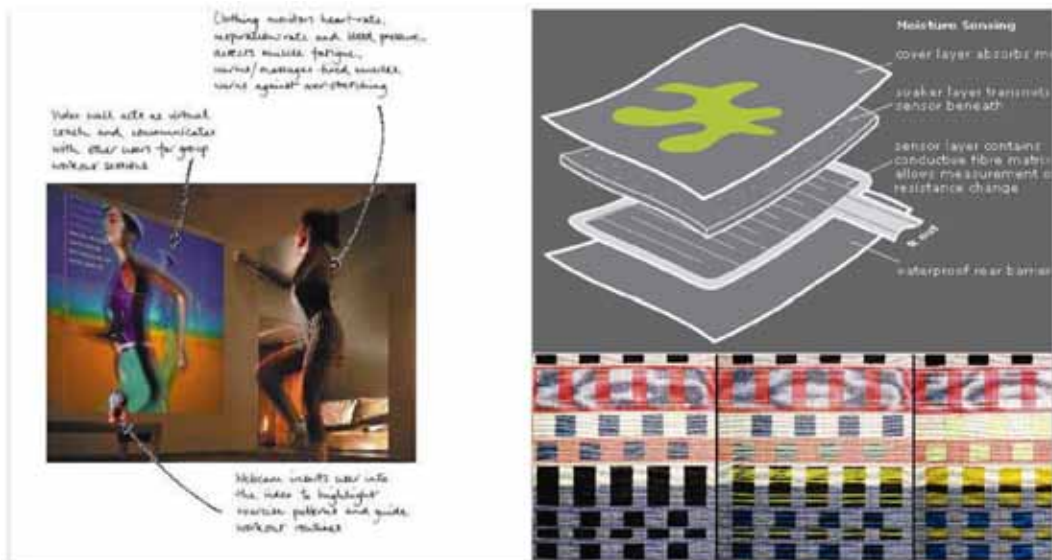 Clothing monitors heart-rate,
respiration rate and blood pressure,
detects muscle fatigue,
warms/massages tired muscles
warns against over-stretching
Video wall acts as virtual
coach and communicates
with other users for group
workout sessions
Webcam inserts user into
the video to highlight
exercise patterns and guide
workout routines
Moisture Sensing
cover layer absorbs
soaker layer transmits
sensor beneath
sensor layer contains
conductive fibre matrix
allows measurement
resistance change
R out
waterproof rear barrier